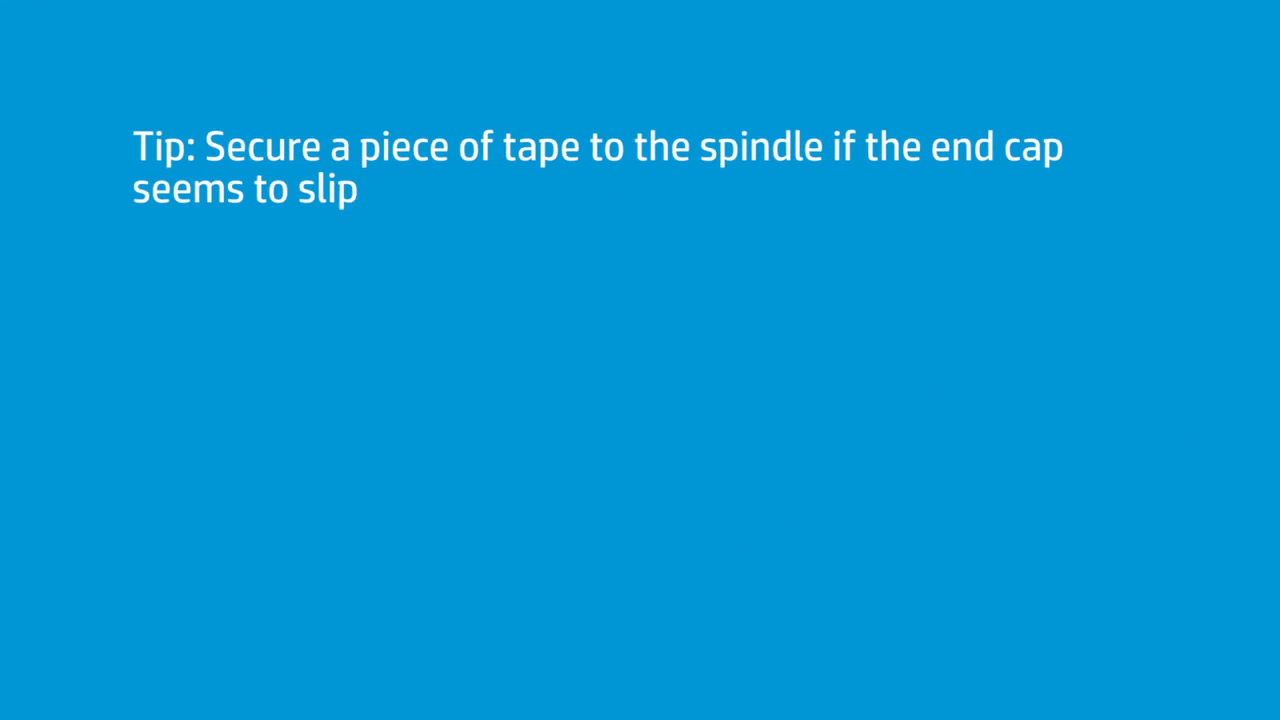 Tip: Secure a piece of tape to the spindle if the end cap
seems to slip